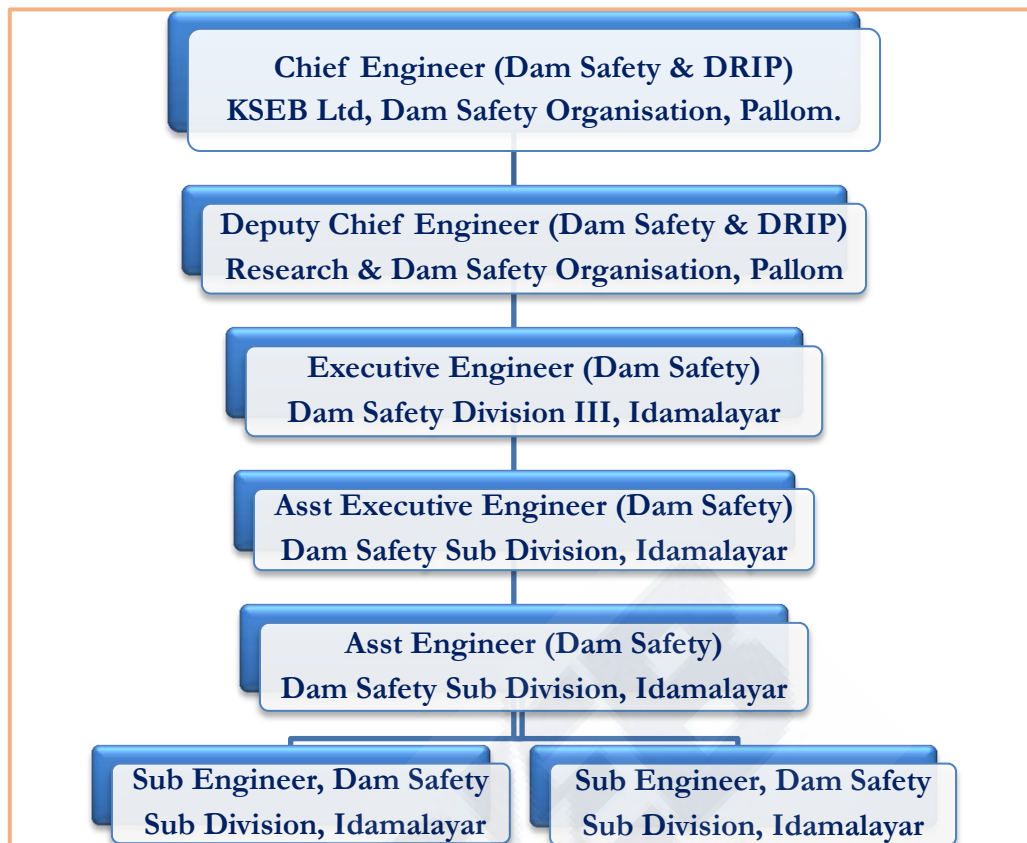 Chief Engineer (Dam Safety & DRIP)
KSEB Ltd, Dam Safety Organisation, Pallom.
Deputy Chief Engineer (Dam Safety & DRIP)
Research & Dam Safety Organisation, Pallom
Executive Engineer (Dam Safety)
Dam Safety Division III, Idamalayar
Asst Executive Engineer (Dam Safety)
Dam Safety Sub Division, Idamalayar
Asst Engineer (Dam Safety)
Dam Safety Sub Division, Idamalayar
Sub Engineer, Dam Safety
Sub Division, Idamalayar
Sub Engineer, Dam Safety
Sub Division, Idamalayar